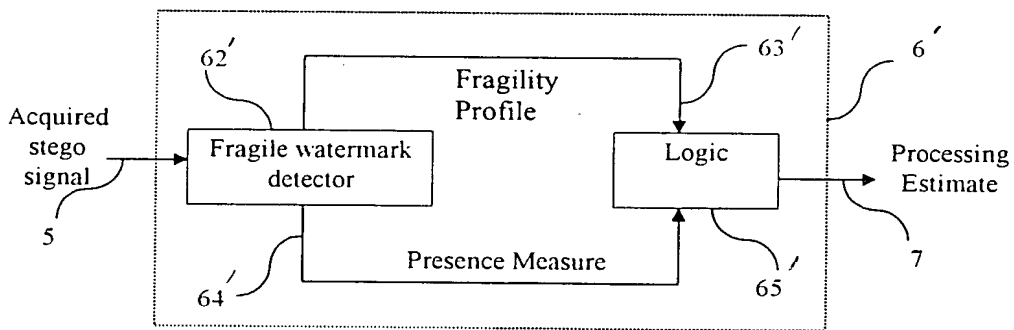 62'
63'
6'
Fragility
Profile
Acquired
stego
signal
Fragile watermark
detector
Logic
Processing
Estimate
5
7
Presence Measure
64'
65'